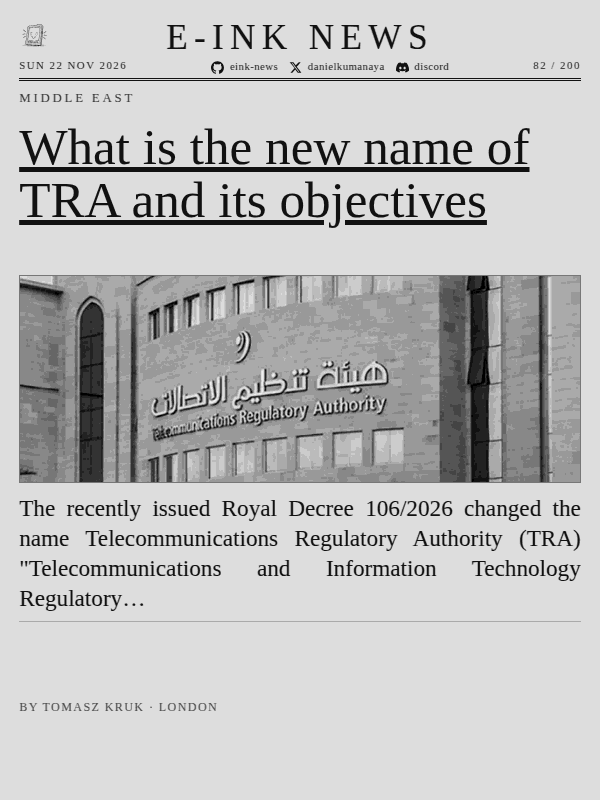 E-INK NEWS
SUN 22 NOV 2026
eink-news danielkumanaya discord
82 / 200
MIDDLE EAST
What is the new name of
TRA and its objectives
هيئة تنظيم الاتصالات
Telecommunications Regulatory Authority
The recently issued Royal Decree 106/2026 changed the
name Telecommunications Regulatory Authority (TRA)
"Telecommunications and Information Technology
Regulatory…
BY TOMASZ KRUK · LONDON